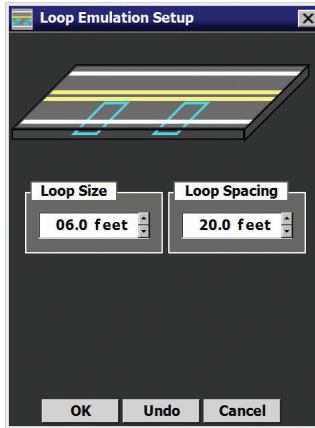 Loop Emulation Setup
Loop Size
Loop Spacing
06.0 feet
20.0 feet
OK
Undo
Cancel